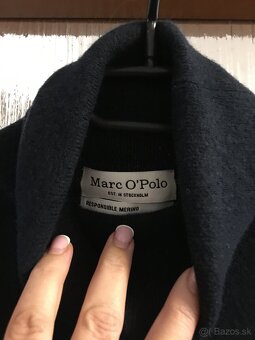 Marc O'Polo
EST. IN STOCKHOLM
RESPONSIBLE MERINO
Bazos.sk